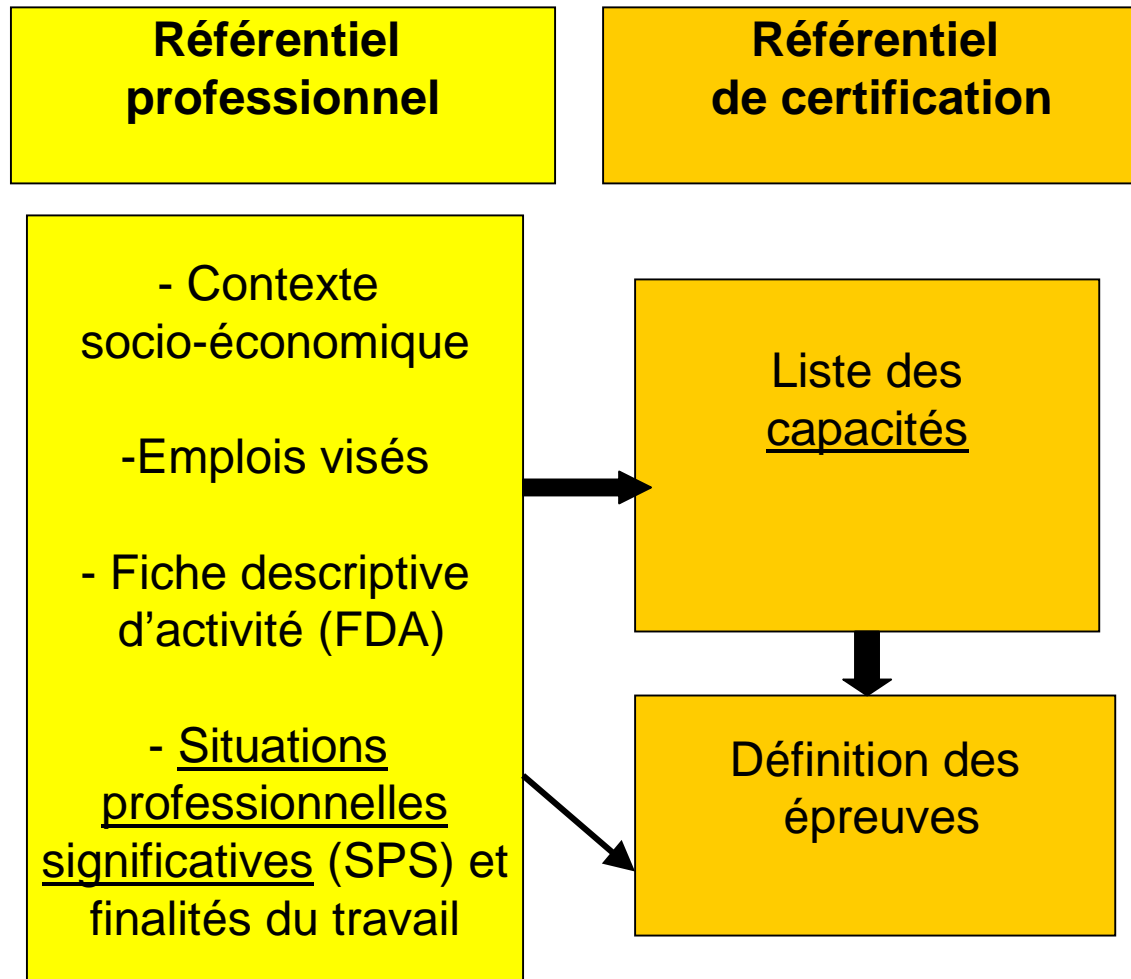 Référentiel
professionnel
Référentiel
de certification
- Contexte
socio-économique
-Emplois visés
- Fiche descriptive
d’activité (FDA)
- Situations
professionnelles
significatives (SPS) et
finalités du travail
Liste des
capacités
Définition des
épreuves